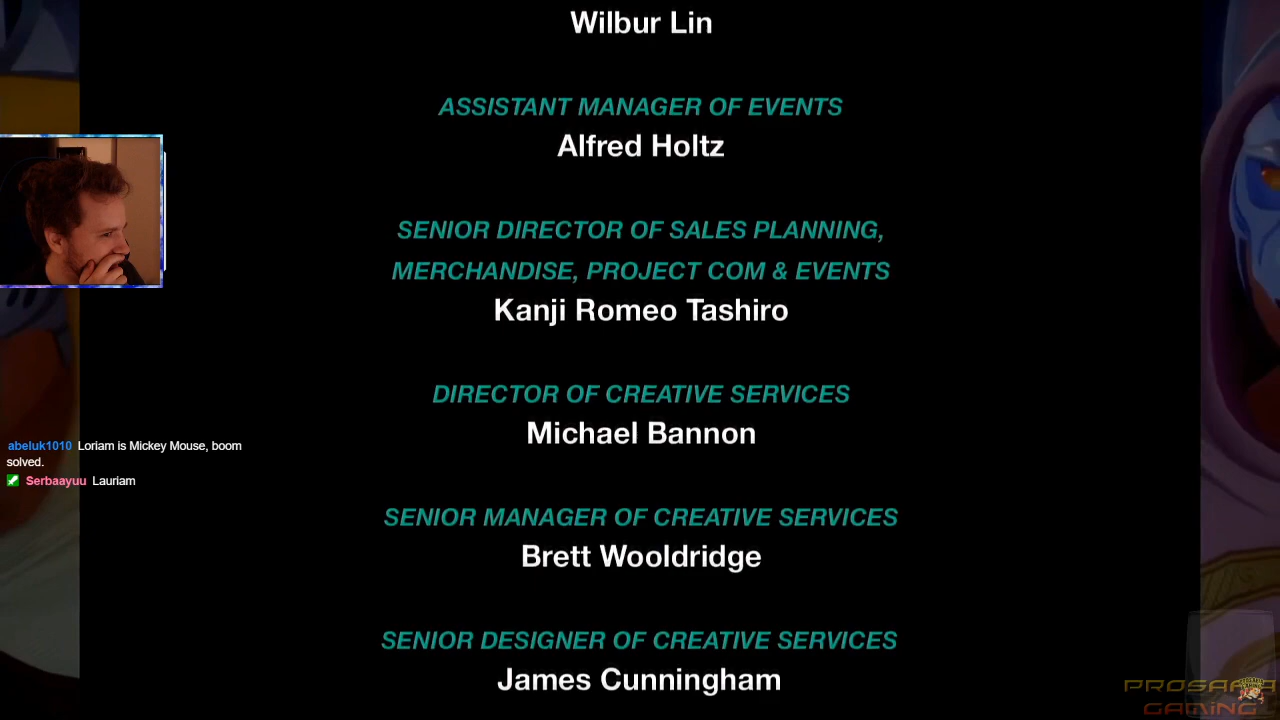 Wilbur Lin
ASSISTANT MANAGER OF EVENTS
Alfred Holtz
SENIOR DIRECTOR OF SALES PLANNING,
MERCHANDISE, PROJECT COM & EVENTS
Kanji Romeo Tashiro
DIRECTOR OF CREATIVE SERVICES
Michael Bannon
SENIOR MANAGER OF CREATIVE SERVICES
Brett Wooldridge
SENIOR DESIGNER OF CREATIVE SERVICES
James Cunningham
abeluk1010 Loriam is Mickey Mouse, boom
solved.
Serbaayuu Lauriam
GAMING